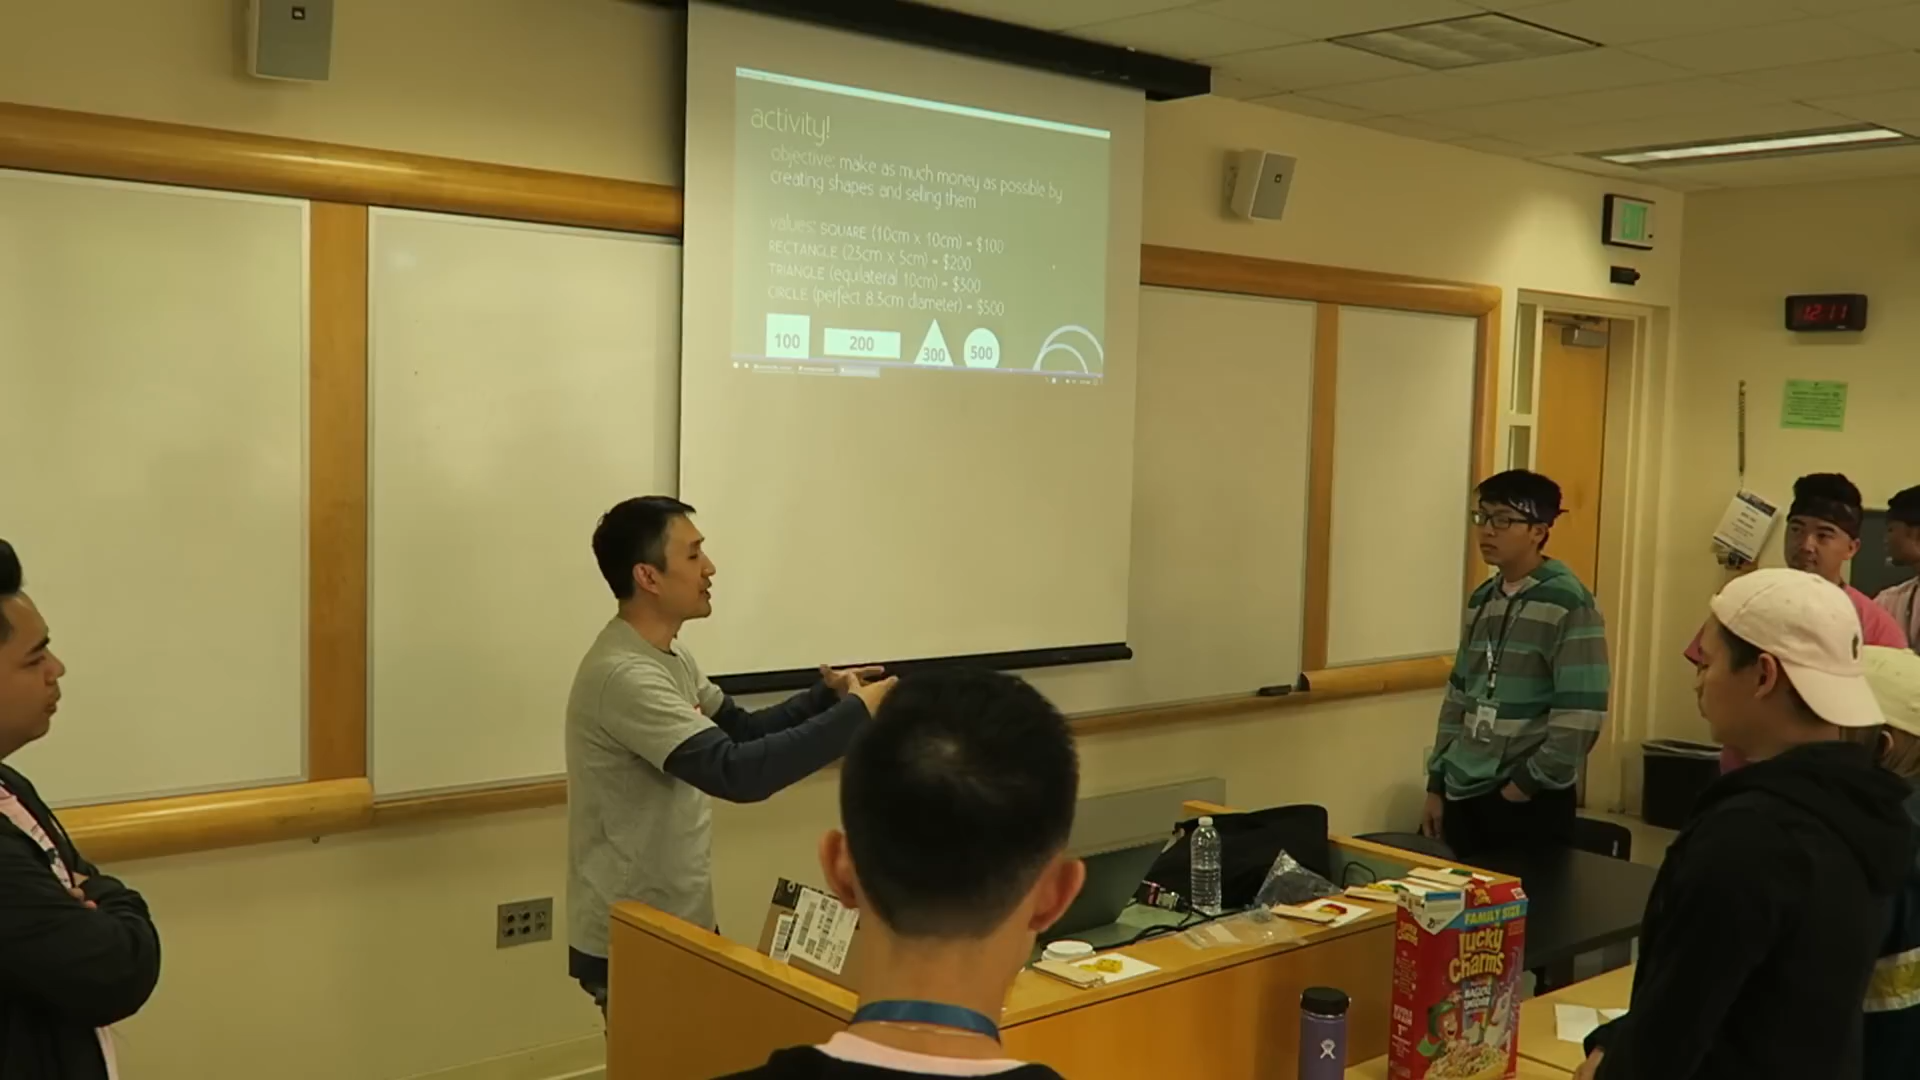 activity!
objective: make as much money as possible by
creating shapes and selling them
values: SQUARE (10cm x 10cm) = $100
RECTANGLE (23cm x 5cm) = $200
TRIANGLE (equilateral 10cm) = $300
CIRCLE (perfect 8.3cm diameter) = $500
100
200
300
500
EXIT
12:11
FAMILY SIZE
Lucky
Charms